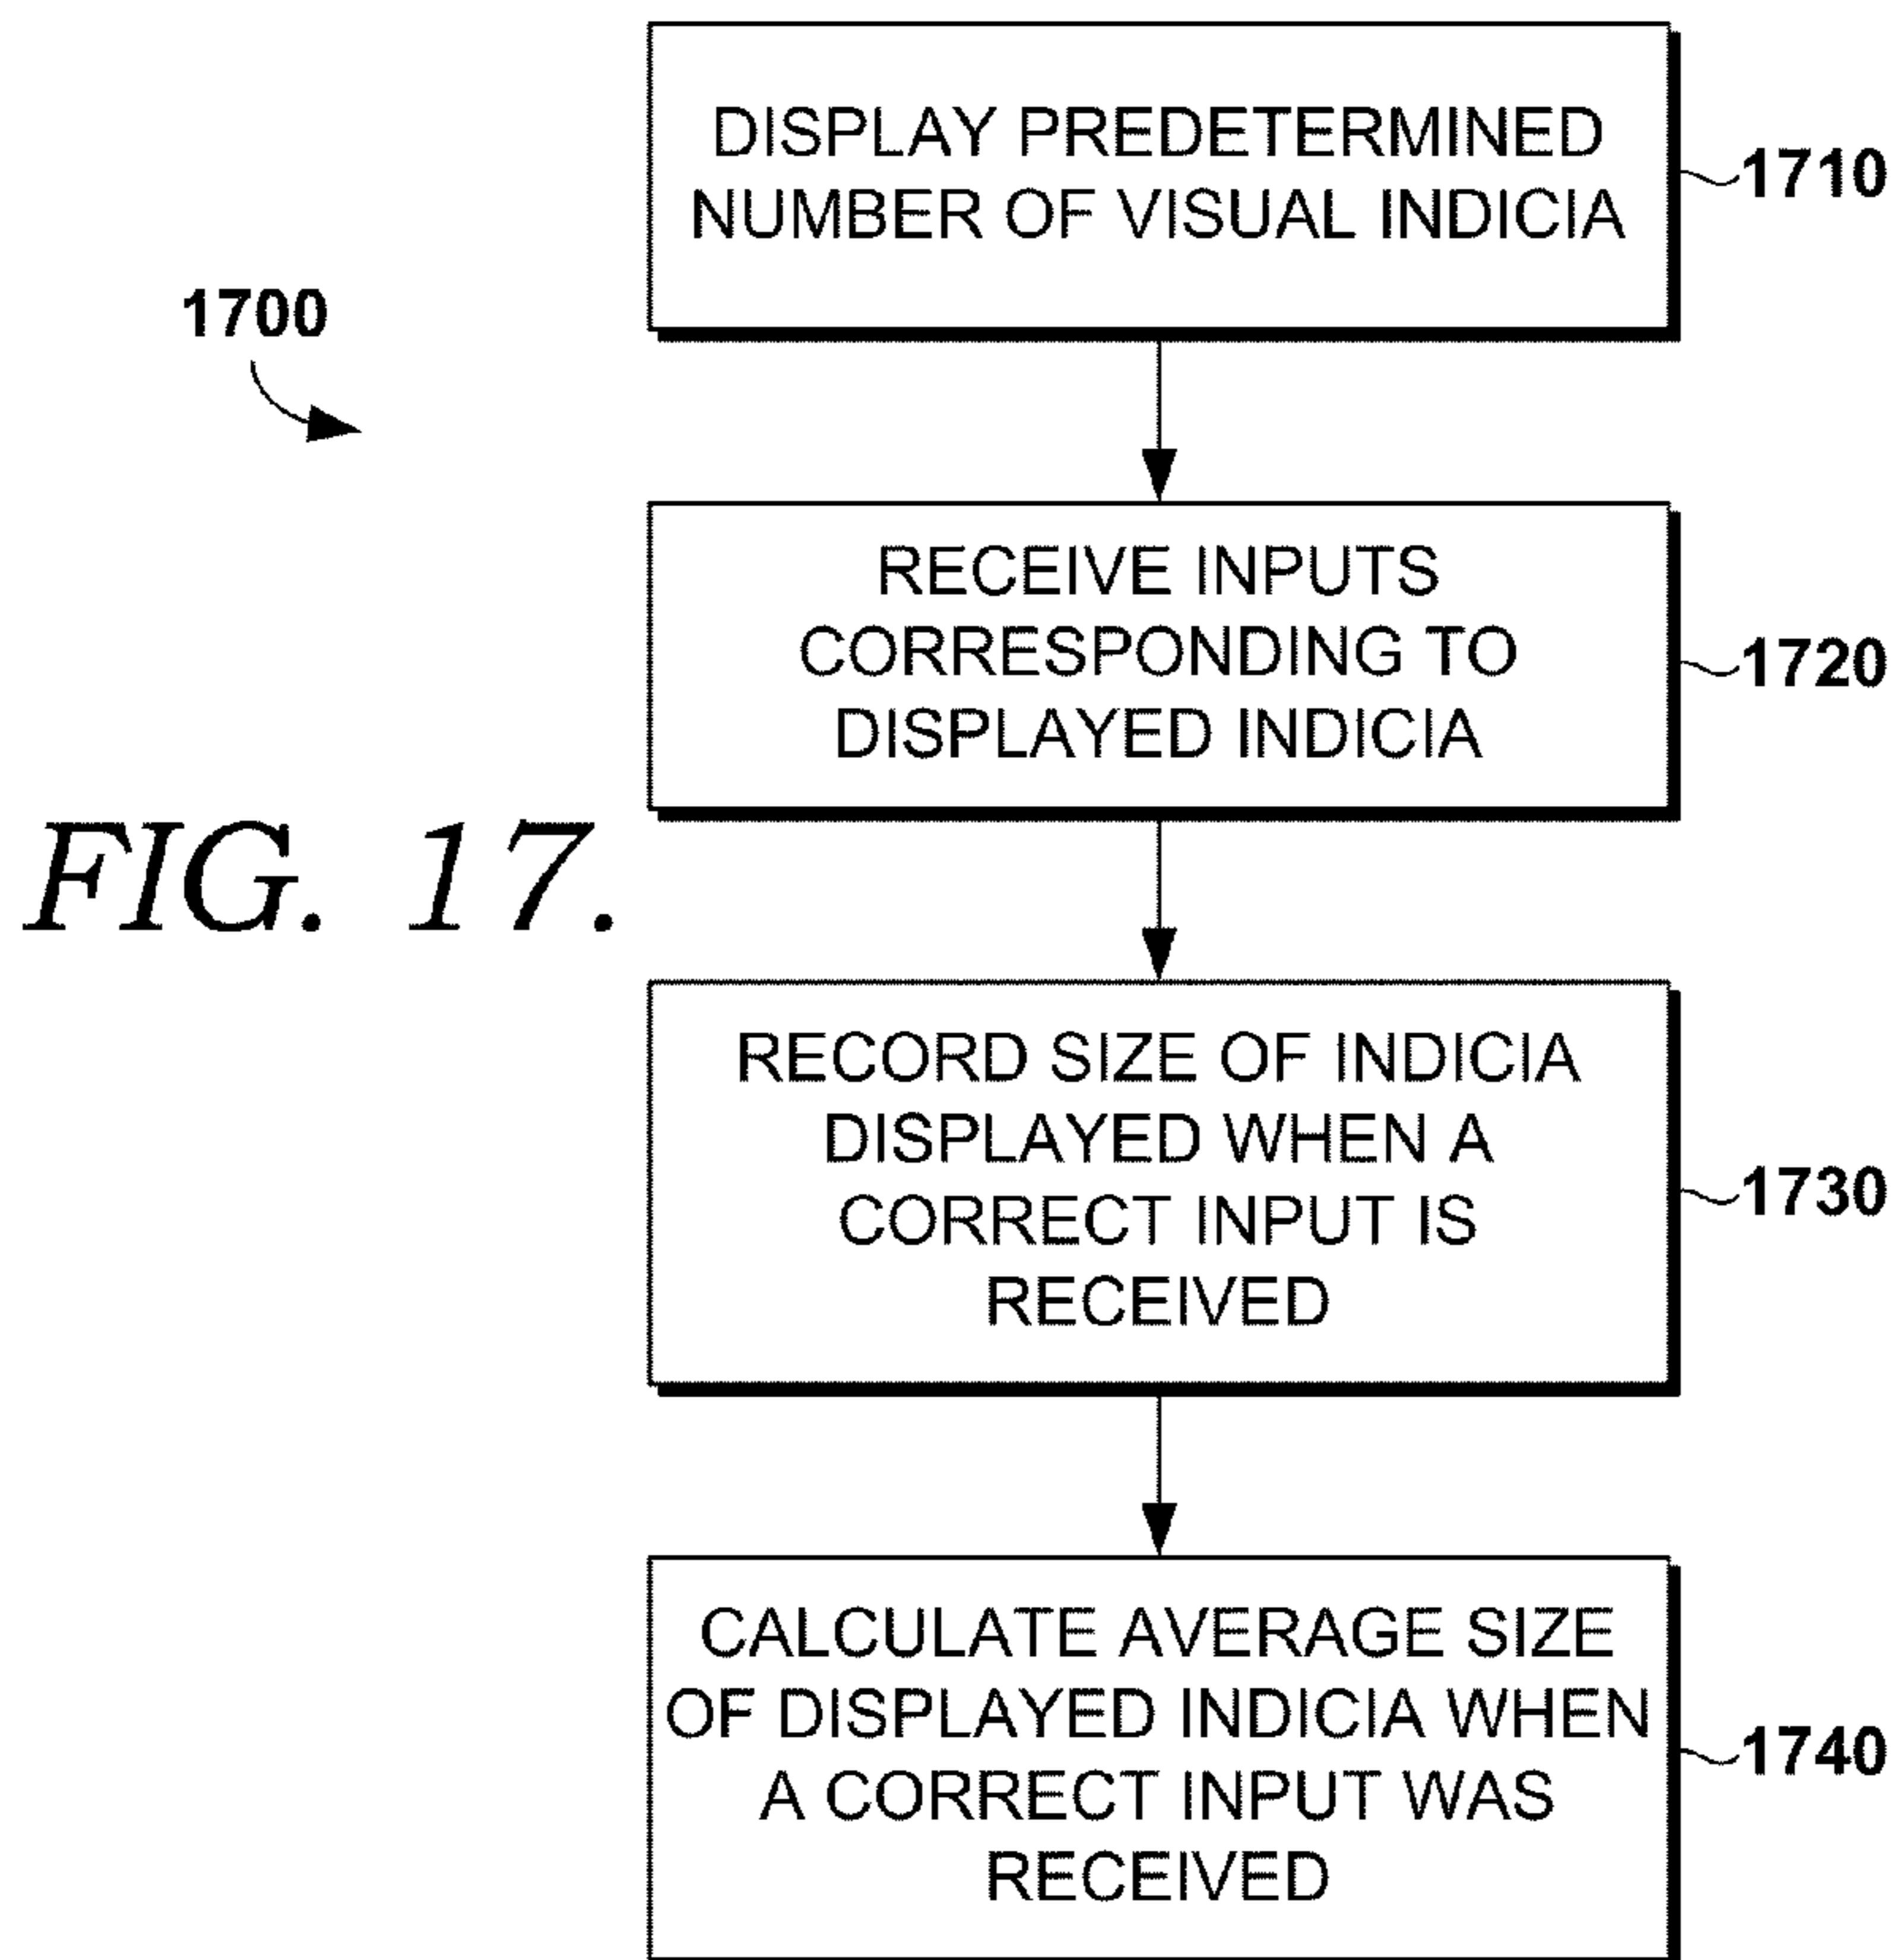 DISPLAY PREDETERMINED
NUMBER OF VISUAL INDICIA
1710
1700
RECEIVE INPUTS
CORRESPONDING TO
DISPLAYED INDICIA
1720
FIG. 17.
RECORD SIZE OF INDICIA
DISPLAYED WHEN A
CORRECT INPUT IS
RECEIVED
1730
CALCULATE AVERAGE SIZE
OF DISPLAYED INDICIA WHEN
A CORRECT INPUT WAS
RECEIVED
1740